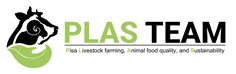 PLAS TEAM
Pisa Livestock farming, Animal food quality, and Sustainability